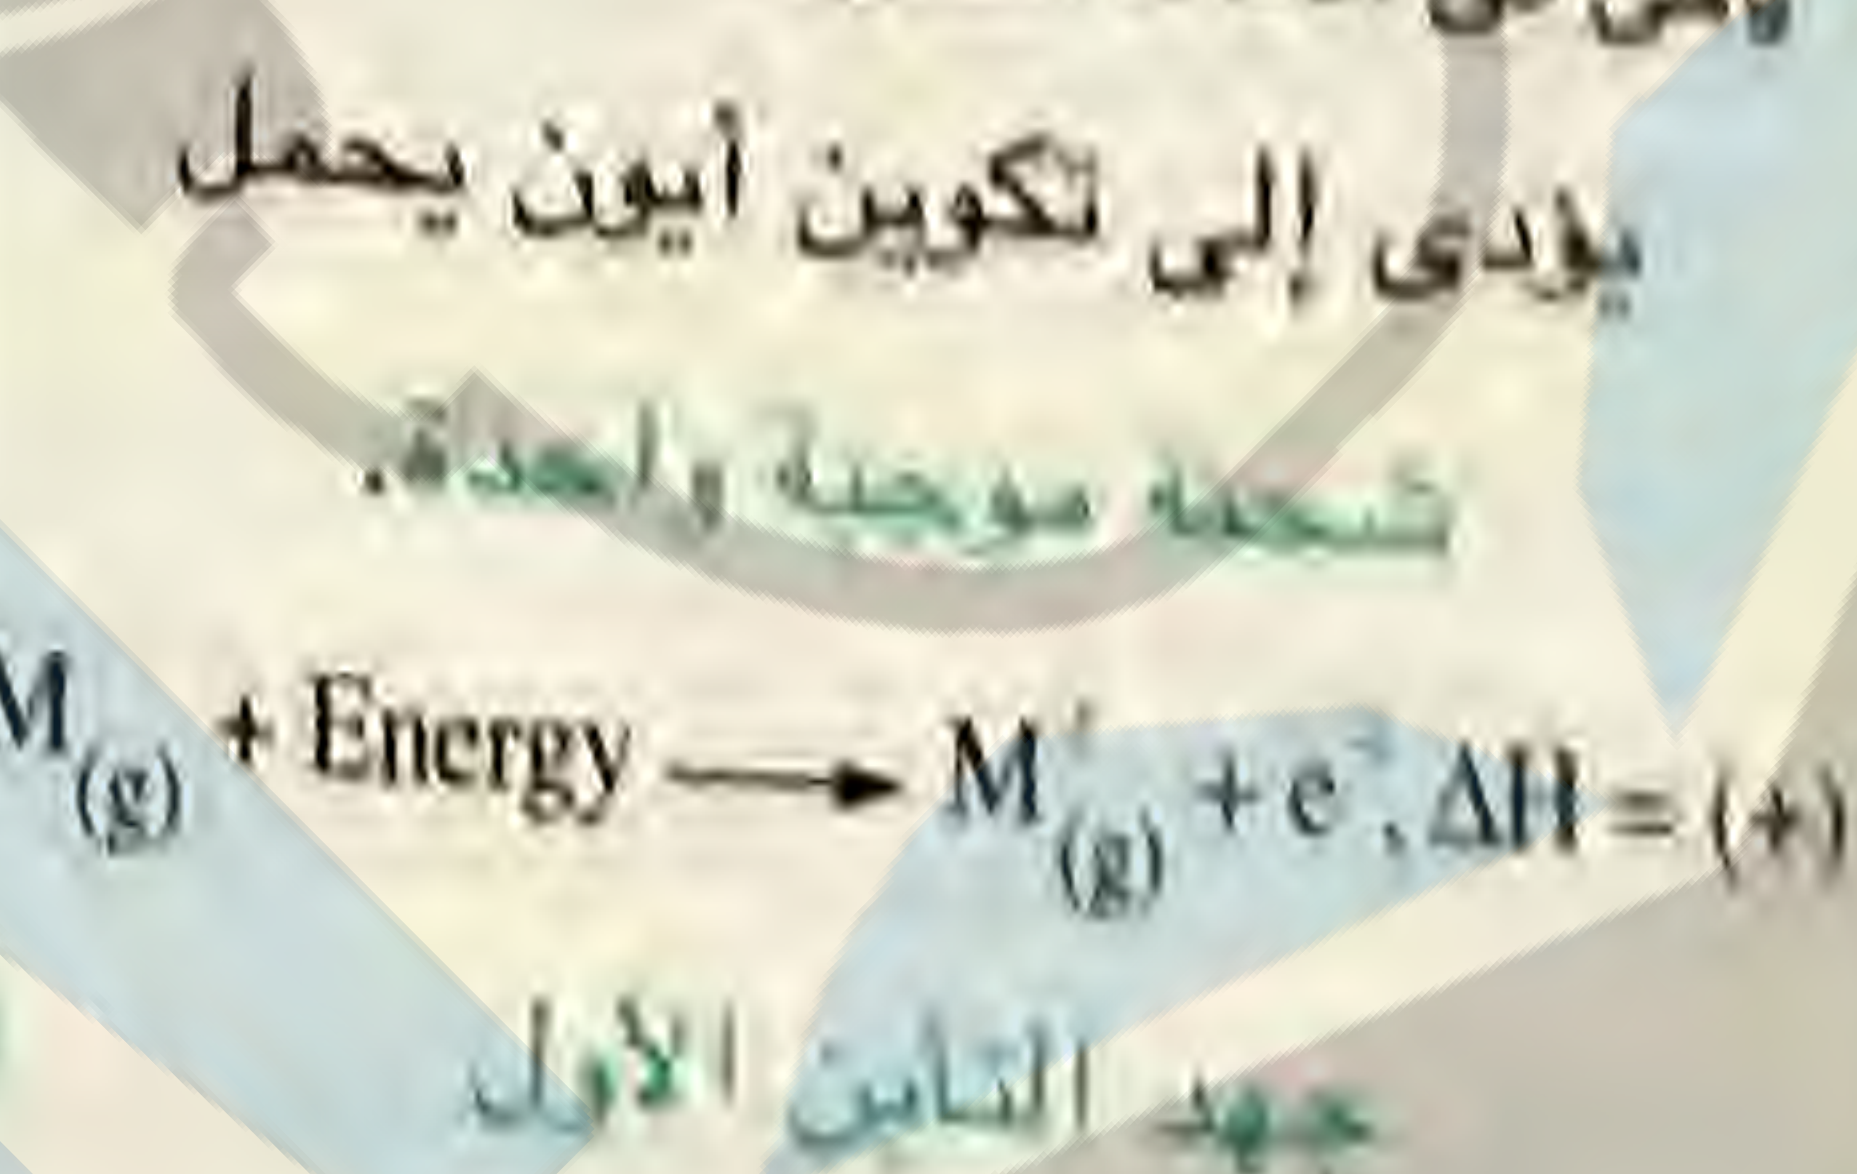 يؤدى إلى تكوين أيون يحمل
شحنة موجبة واحدة.
M(g) + Energy ⟶ M⁺(g) + e⁻, ΔH = (+)
جهد التأين الأول